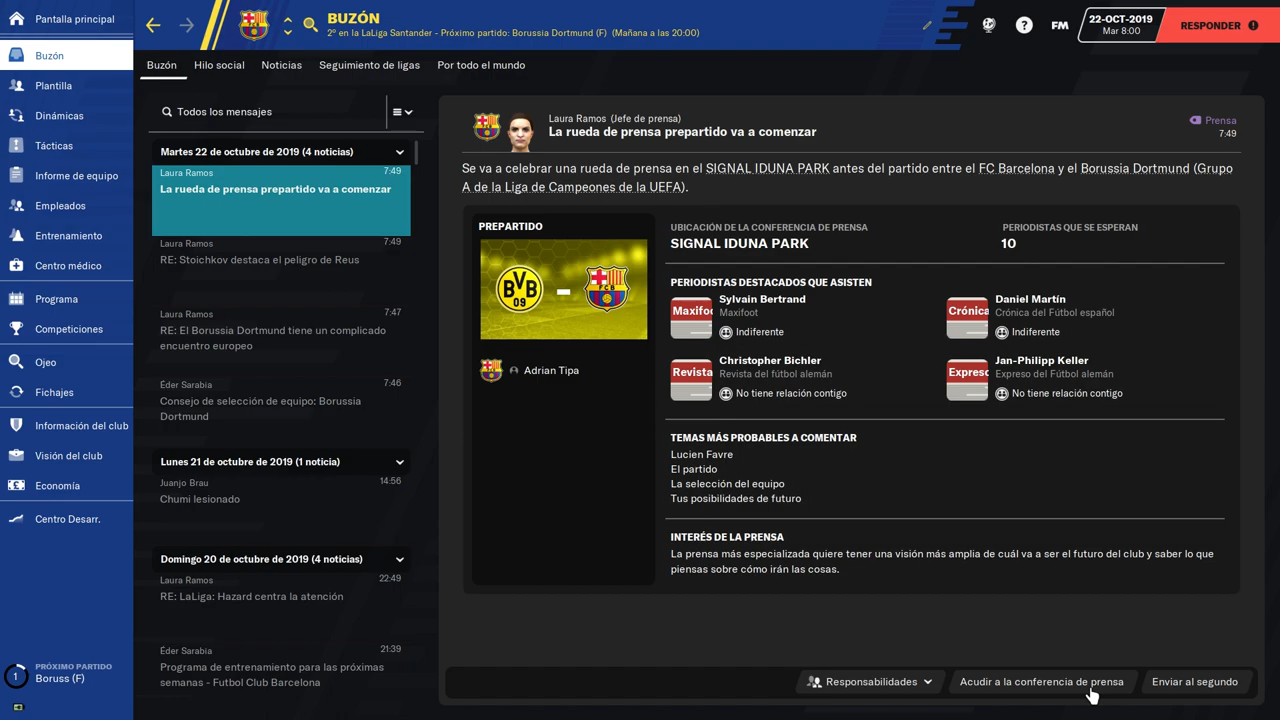 Pantalla principal
Buzón
Plantilla
Dinámicas
Tácticas
Informe de equipo
Empleados
Entrenamiento
Centro médico
Programa
Competiciones
Ojeo
Fichajes
Información del club
Visión del club
Economía
Centro Desarr.
1
PRÓXIMO PARTIDO
Boruss (F)
BUZÓN
2º en la LaLiga Santander - Próximo partido: Borussia Dortmund (F) (Mañana a las 20:00)
FM
22-OCT-2019
Mar 8:00
RESPONDER
Buzón Hilo social Noticias Seguimiento de ligas Por todo el mundo
Todos los mensajes
Martes 22 de octubre de 2019 (4 noticias)
Laura Ramos 7:49
La rueda de prensa prepartido va a comenzar
Laura Ramos 7:49
RE: Stoichkov destaca el peligro de Reus
Laura Ramos 7:47
RE: El Borussia Dortmund tiene un complicado
encuentro europeo
Éder Sarabia 7:46
Consejo de selección de equipo: Borussia
Dortmund
Lunes 21 de octubre de 2019 (1 noticia)
Juanjo Brau 14:56
Chumi lesionado
Domingo 20 de octubre de 2019 (4 noticias)
Laura Ramos 22:49
RE: LaLiga: Hazard centra la atención
Éder Sarabia 21:39
Programa de entrenamiento para las próximas
semanas - Futbol Club Barcelona
Laura Ramos (Jefe de prensa)
La rueda de prensa prepartido va a comenzar
Prensa
7:49
Se va a celebrar una rueda de prensa en el SIGNAL IDUNA PARK antes del partido entre el FC Barcelona y el Borussia Dortmund (Grupo
A de la Liga de Campeones de la UEFA).
PREPARTIDO
BVB
09
FCB
Adrian Tipa
UBICACIÓN DE LA CONFERENCIA DE PRENSA
SIGNAL IDUNA PARK
PERIODISTAS QUE SE ESPERAN
10
PERIODISTAS DESTACADOS QUE ASISTEN
Maxifoo
Sylvain Bertrand
Maxifoot
Indiferente
Crónica
Daniel Martín
Crónica del Fútbol español
Indiferente
Revista
Christopher Bichler
Revista del fútbol alemán
No tiene relación contigo
Expreso
Jan-Philipp Keller
Expreso del Fútbol alemán
No tiene relación contigo
TEMAS MÁS PROBABLES A COMENTAR
Lucien Favre
El partido
La selección del equipo
Tus posibilidades de futuro
INTERÉS DE LA PRENSA
La prensa más especializada quiere tener una visión más amplia de cuál va a ser el futuro del club y saber lo que
piensas sobre cómo irán las cosas.
Responsabilidades
Acudir a la conferencia de prensa
Enviar al segundo